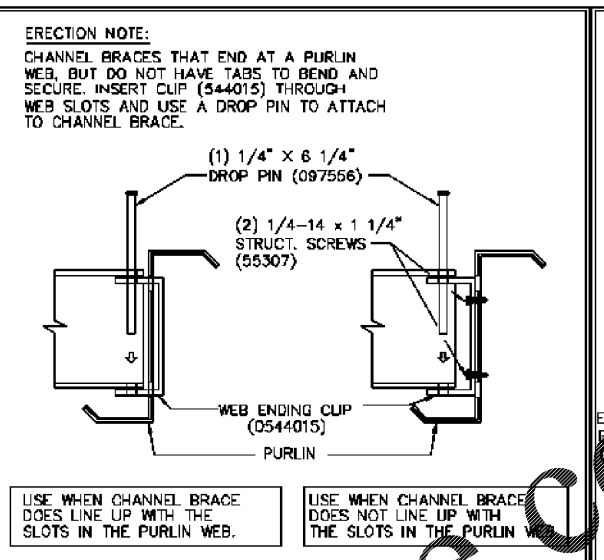 ERECTION NOTE:
CHANNEL BRACES THAT END AT A PURLIN
WEB, BUT DO NOT HAVE TABS TO BEND AND
SECURE, INSERT CLIP (544015) THROUGH
WEB SLOTS AND USE A DROP PIN TO ATTACH
TO CHANNEL BRACE.
(1) 1/4" X 6 1/4"
DROP PIN (097556)
(2) 1/4-14 x 1 1/4"
STRUCT. SCREWS
(55307)
WEB ENDING CLIP
(0544015)
PURLIN
USE WHEN CHANNEL BRACE
DOES LINE UP WITH THE
SLOTS IN THE PURLIN WEB.
USE WHEN CHANNEL BRACE
DOES NOT LINE UP WITH
THE SLOTS IN THE PURLIN WEB